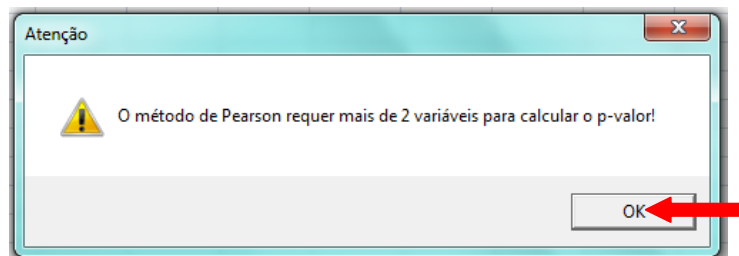 Atenção
O método de Pearson requer mais de 2 variáveis para calcular o p-valor!
OK